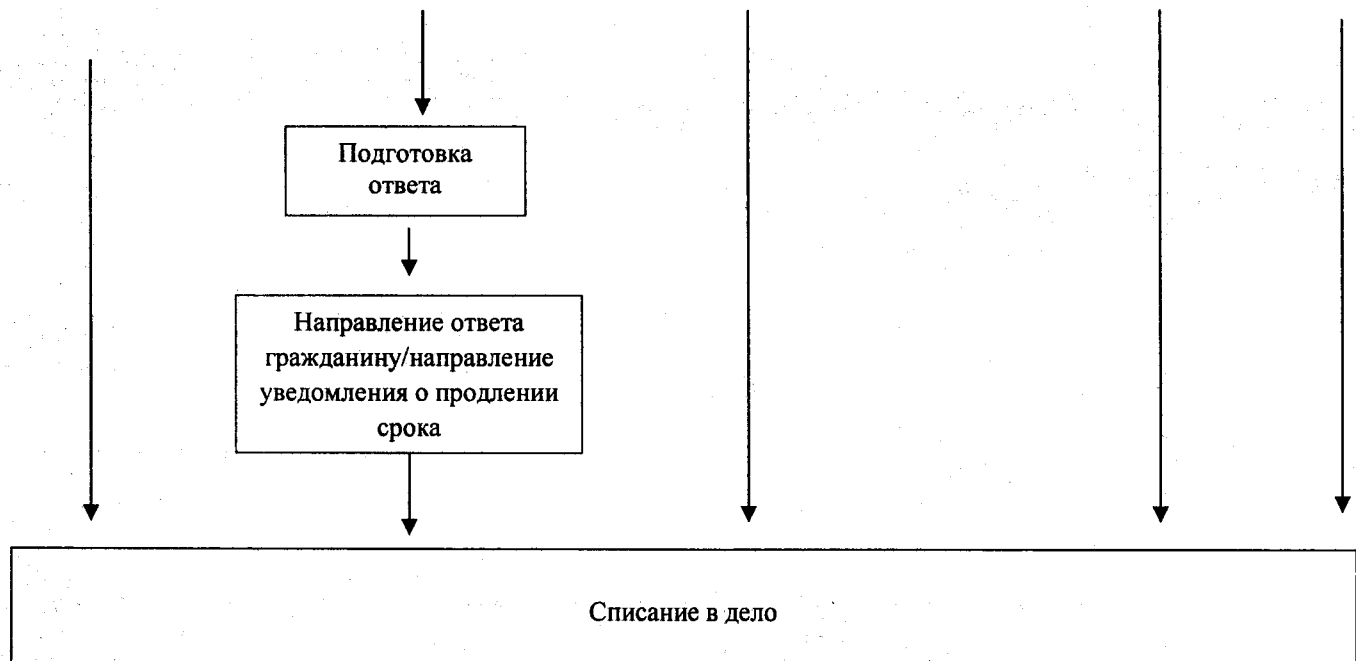 Подготовка
ответа
Направление ответа
гражданину/направление
уведомления о продлении
срока
Списание в дело